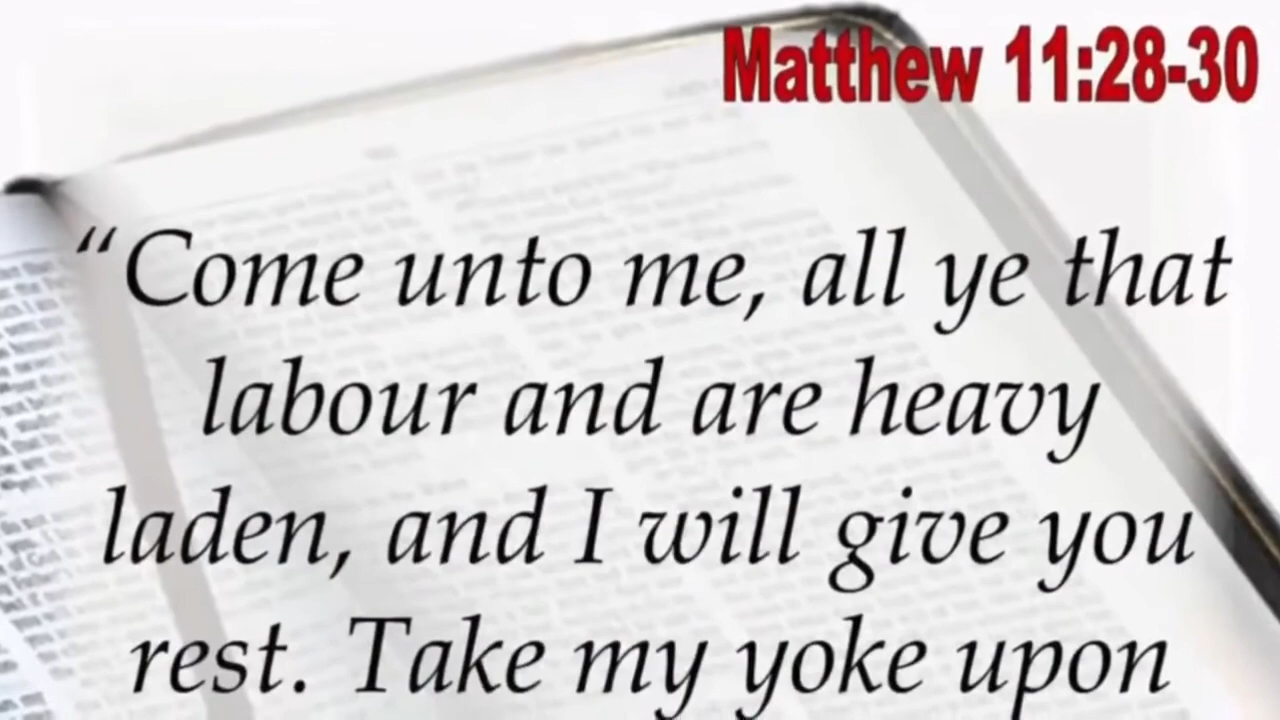 Matthew 11:28-30
“Come unto me, all ye that
labour and are heavy
laden, and I will give you
rest. Take my yoke upon